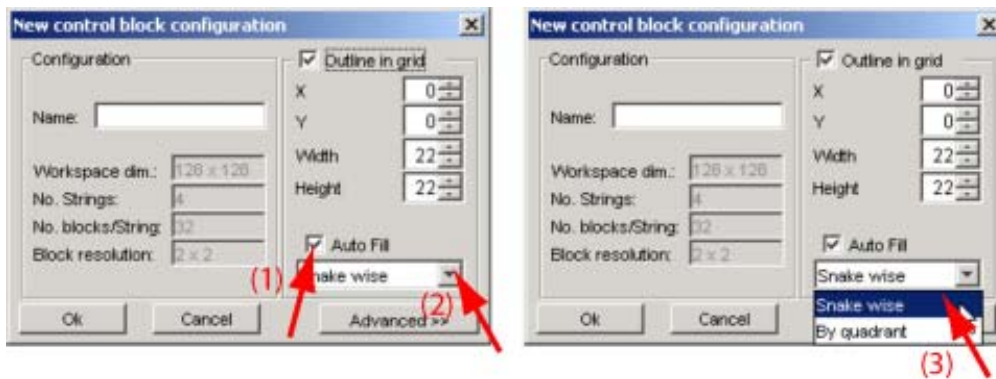 New control block configuration
Configuration
Outline in grid
X 0
Y 0
Name:
Width 22
Height 22
Workspace dim.: 128 x 128
No. Strings: 4
No. blocks/String: 32
Block resolution: 2 x 2
Auto Fill
(1)
Snake wise
(2)
Ok
Cancel
Advanced >>
New control block configuration
Configuration
Outline in grid
X 0
Y 0
Name:
Width 22
Height 22
Workspace dim.: 128 x 128
No. Strings: 4
No. blocks/String: 32
Block resolution: 2 x 2
Auto Fill
Snake wise
Snake wise
By quadrant
Ok
Cancel
(3)